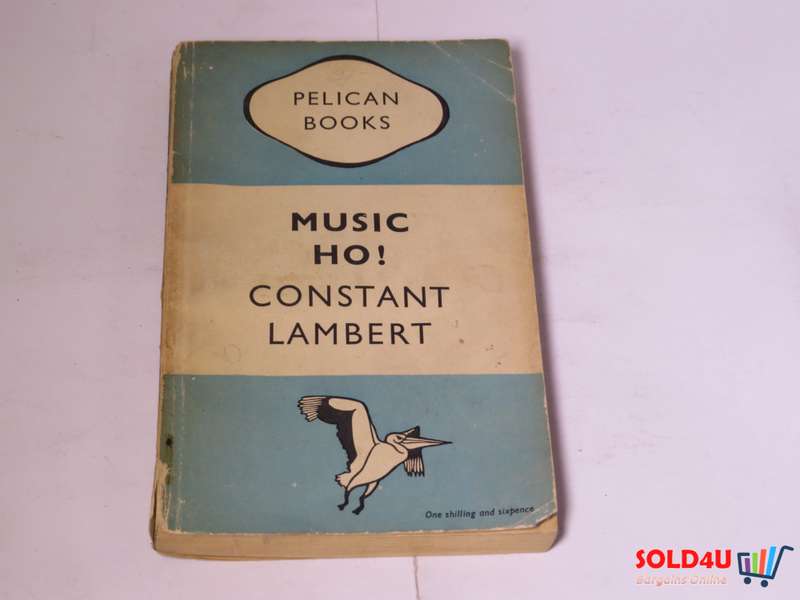 PELICAN
BOOKS
MUSIC
HO!
CONSTANT
LAMBERT
One shilling and sixpence
SOLD4U
Bargains Online